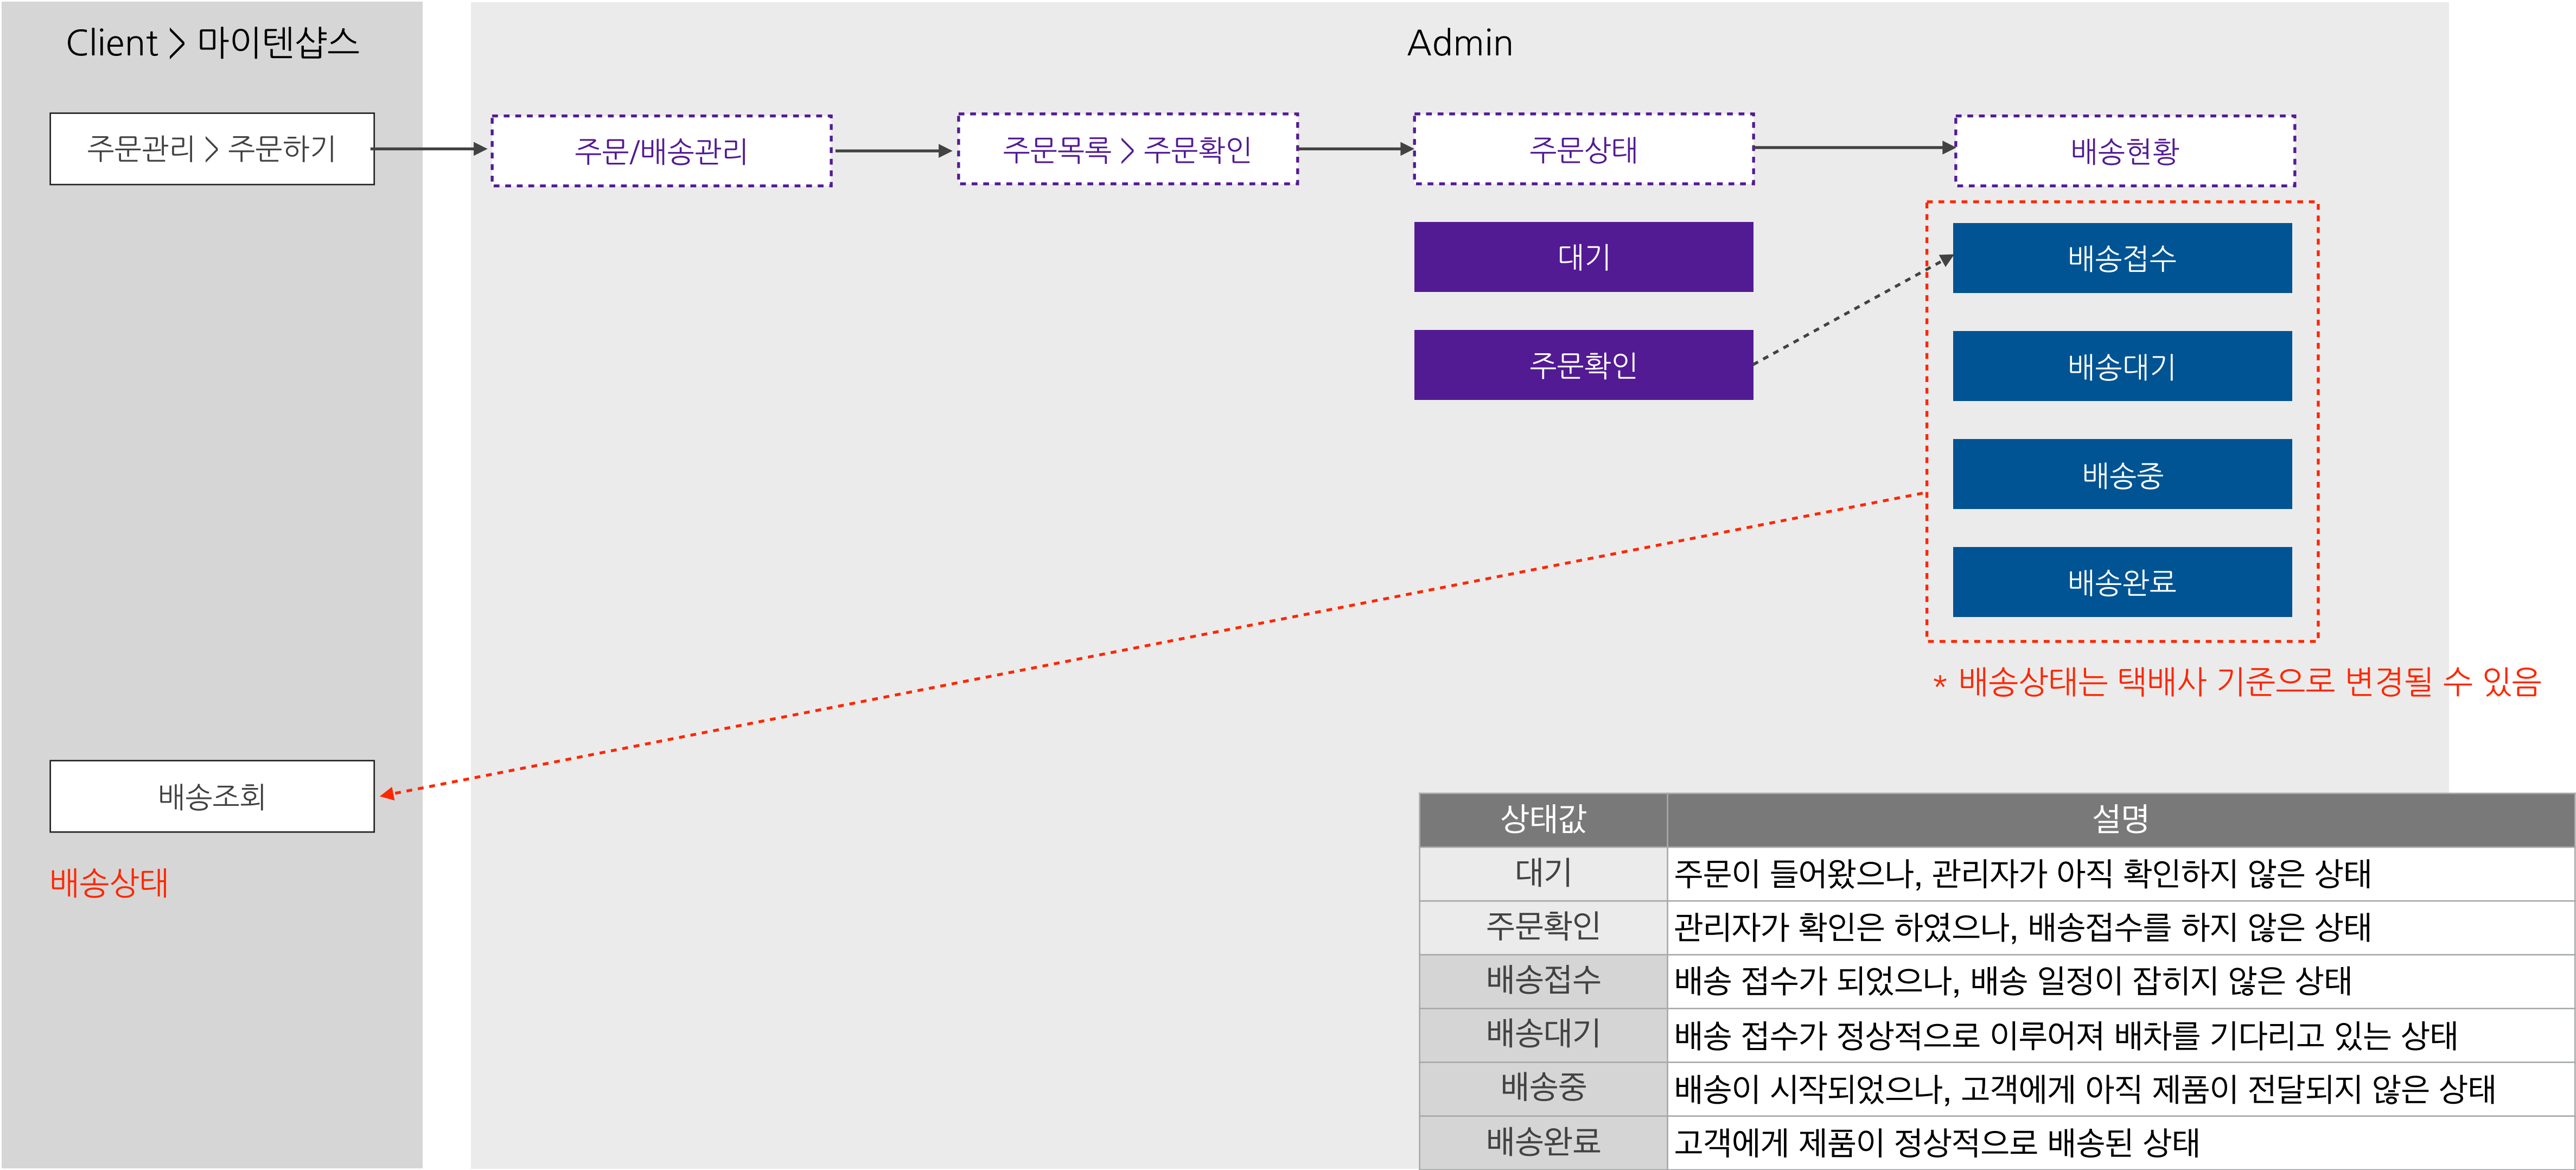 Client > 마이텐샵스
Admin
주문관리 > 주문하기
주문/배송관리
주문목록 > 주문확인
주문상태
배송현황
대기
배송접수
주문확인
배송대기
배송중
배송완료
* 배송상태는 택배사 기준으로 변경될 수 있음
배송조회
배송상태
상태값 설명
대기 주문이 들어왔으나, 관리자가 아직 확인하지 않은 상태
주문확인 관리자가 확인은 하였으나, 배송접수를 하지 않은 상태
배송접수 배송 접수가 되었으나, 배송 일정이 잡히지 않은 상태
배송대기 배송 접수가 정상적으로 이루어져 배차를 기다리고 있는 상태
배송중 배송이 시작되었으나, 고객에게 아직 제품이 전달되지 않은 상태
배송완료 고객에게 제품이 정상적으로 배송된 상태